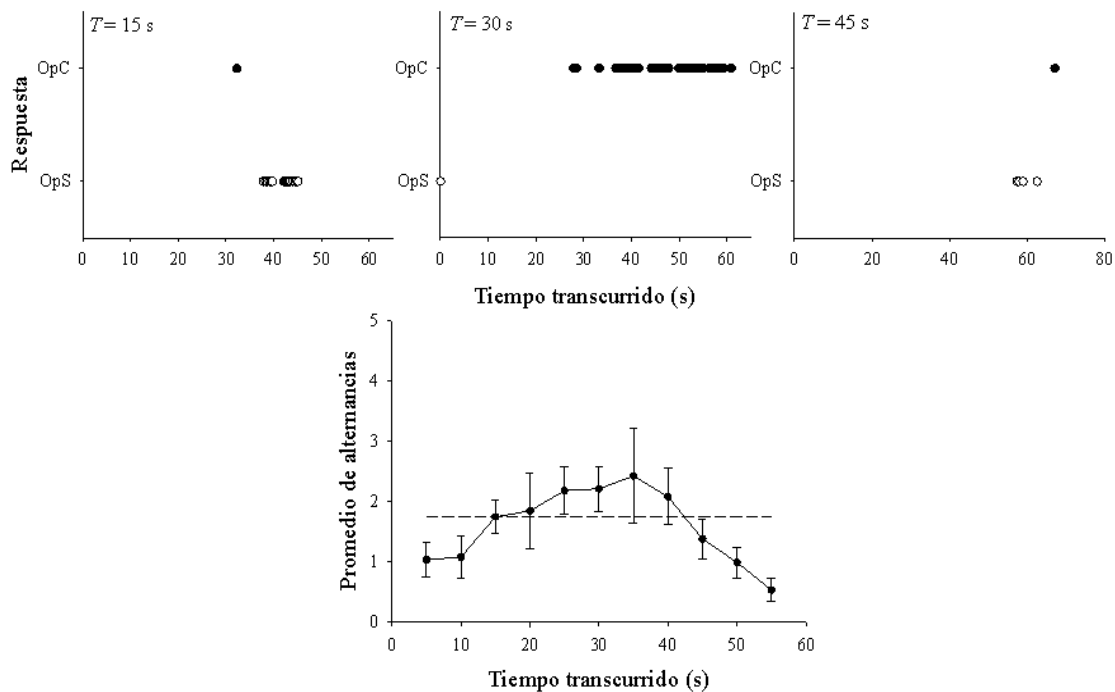 T = 15 s
T = 30 s
T = 45 s
Respuesta
OpC
OpS
0 10 20 30 40 50 60
OpC
OpS
0 10 20 30 40 50 60
OpC
OpS
0 20 40 60 80
Tiempo transcurrido (s)
Promedio de alternancias
5
4
3
2
1
0
0 10 20 30 40 50 60
Tiempo transcurrido (s)